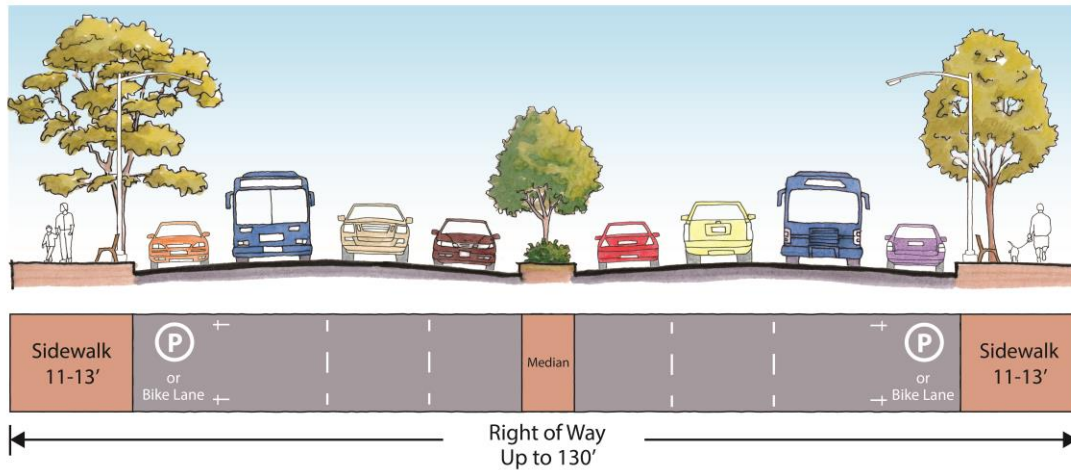 Sidewalk
11-13'
P
or
Bike Lane
Median
P
or
Bike Lane
Sidewalk
11-13'
Right of Way
Up to 130'